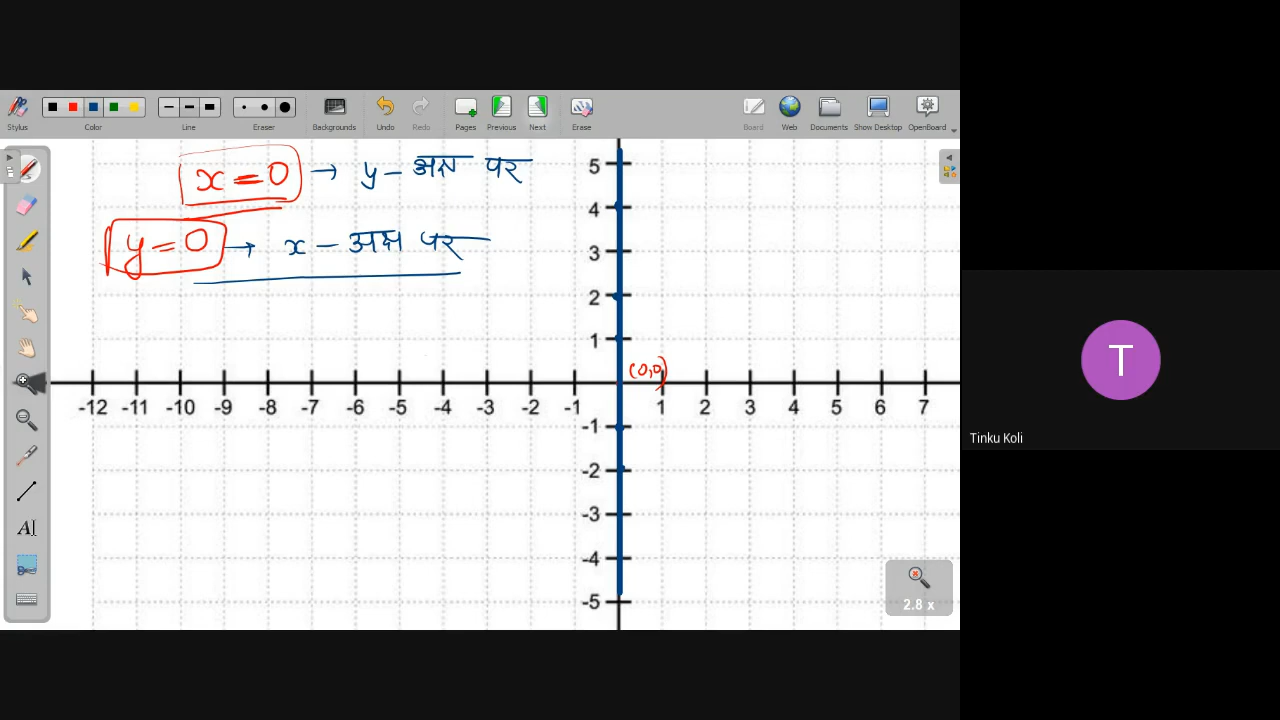 Stylus
Color
Line
Eraser
Backgrounds
Undo
Redo
Pages
Previous
Next
Erase
Board
Web
Documents
Show Desktop
OpenBoard
x = 0 → y - अक्ष पर
y = 0 → x - अक्ष पर
5
4
3
2
1
(0,0)
-12 -11 -10 -9 -8 -7 -6 -5 -4 -3 -2 -1 1 2 3 4 5 6 7
-1
-2
-3
-4
-5
2.8 x
T
Tinku Koli